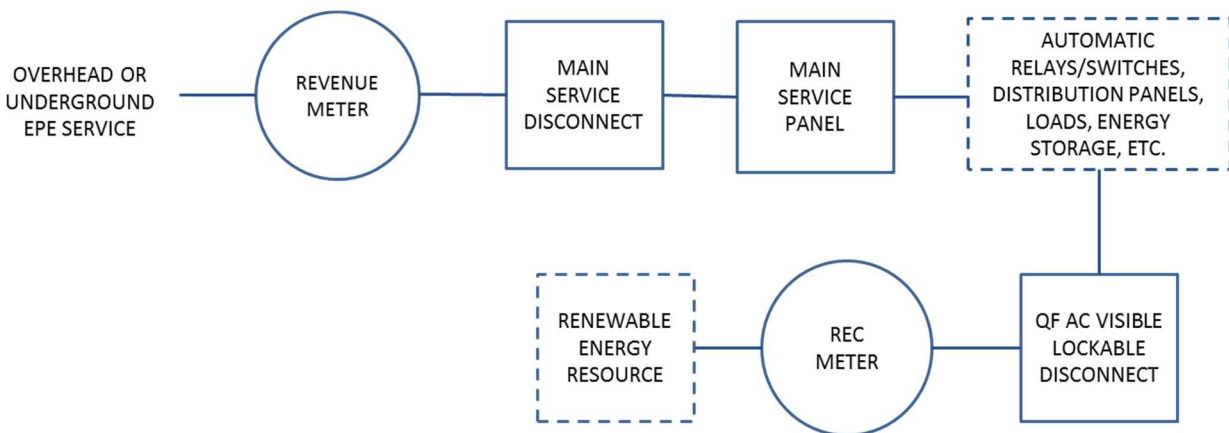 OVERHEAD OR
UNDERGROUND
EPE SERVICE
REVENUE
METER
MAIN
SERVICE
DISCONNECT
MAIN
SERVICE
PANEL
AUTOMATIC
RELAYS/SWITCHES,
DISTRIBUTION PANELS,
LOADS, ENERGY
STORAGE, ETC.
RENEWABLE
ENERGY
RESOURCE
REC
METER
QF AC VISIBLE
LOCKABLE
DISCONNECT